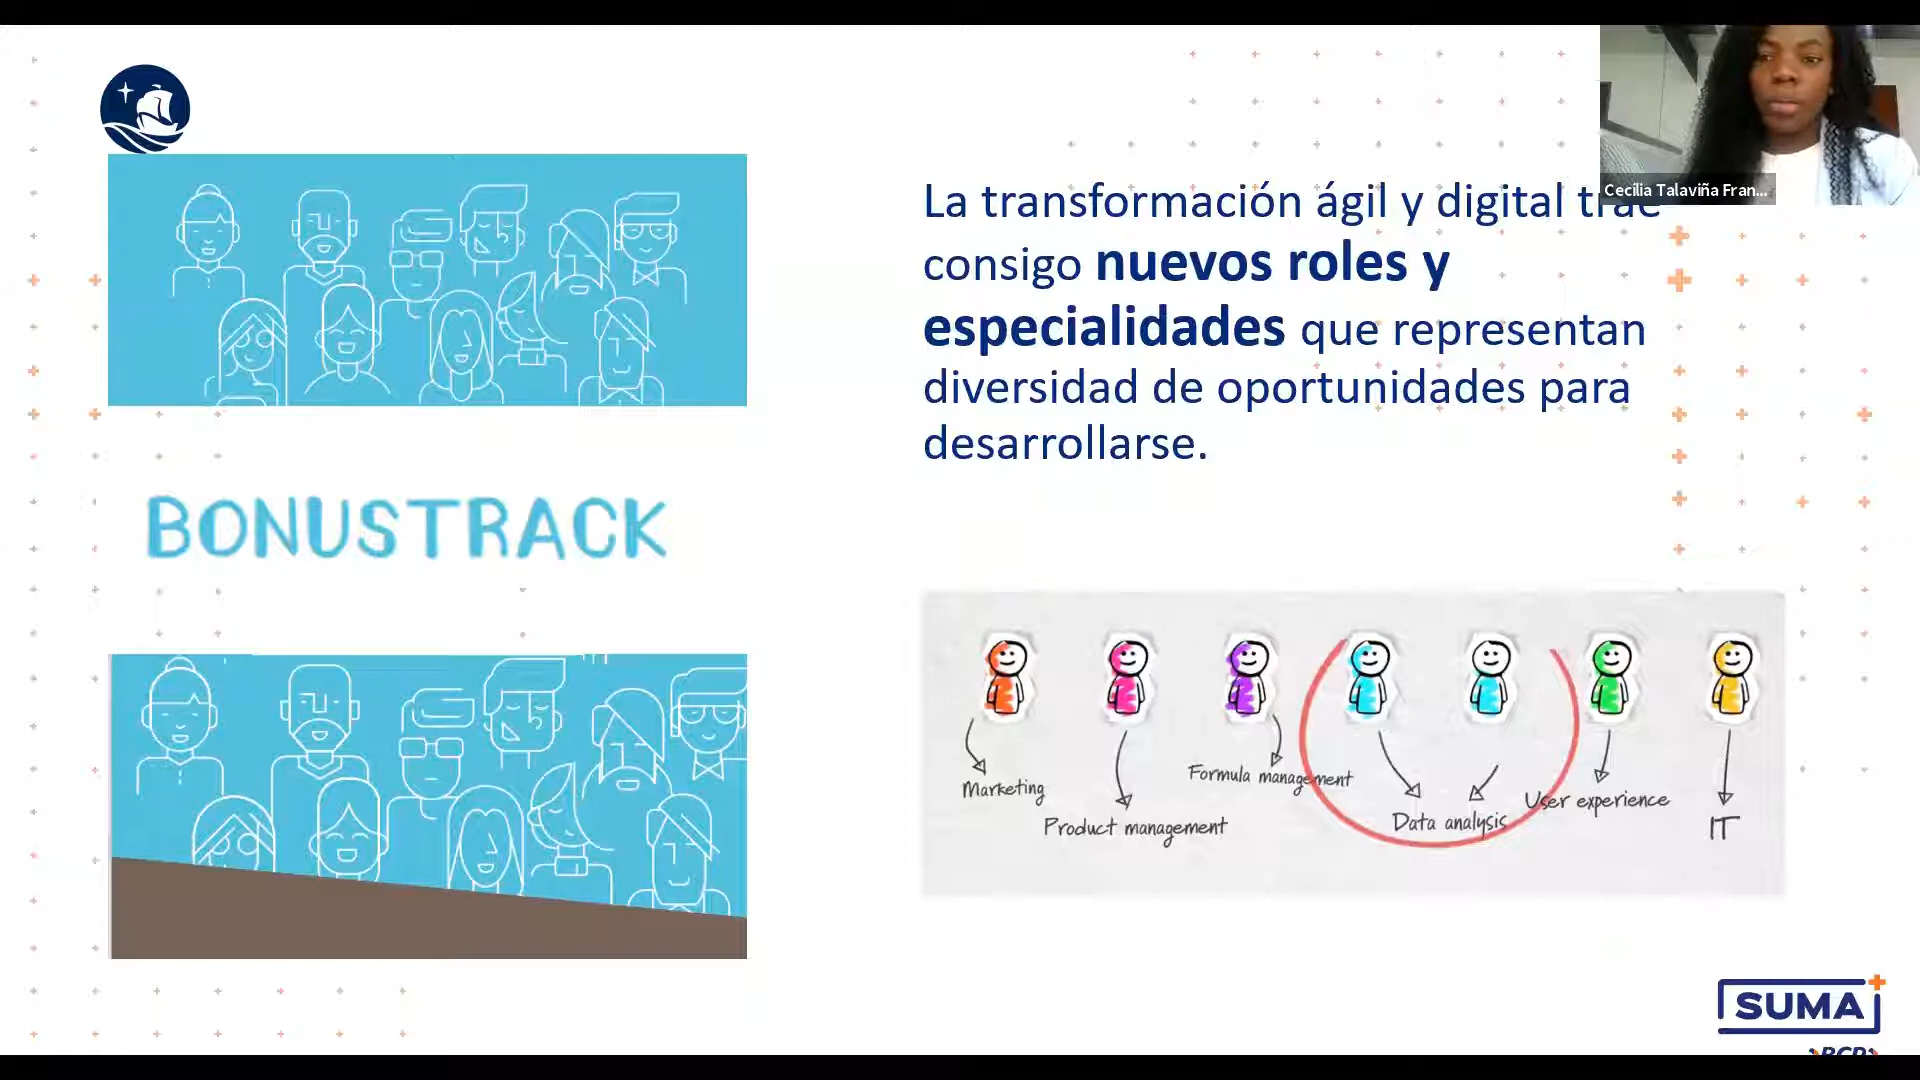 Cecilia Talaviña Fran...
La transformación ágil y digital trae
consigo nuevos roles y
especialidades que representan
diversidad de oportunidades para
desarrollarse.
BONUSTRACK
Marketing
Product management
Formula management
Data analysis
User experience
IT
SUMA
BCP